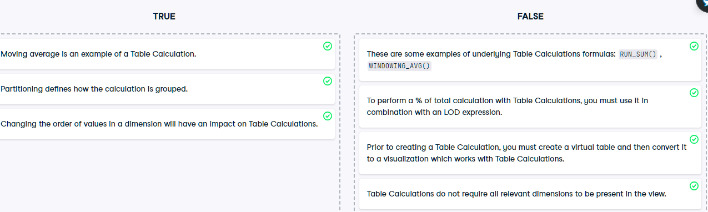 TRUE
Moving average is an example of a Table Calculation.
Partitioning defines how the calculation is grouped.
Changing the order of values in a dimension will have an impact on Table Calculations.
FALSE
These are some examples of underlying Table Calculations formulas: RUN_SUM() ,
WINDOWING_AVG()
To perform a % of total calculation with Table Calculations, you must use it in
combination with an LOD expression.
Prior to creating a Table Calculation, you must create a virtual table and then convert it
to a visualization which works with Table Calculations.
Table Calculations do not require all relevant dimensions to be present in the view.